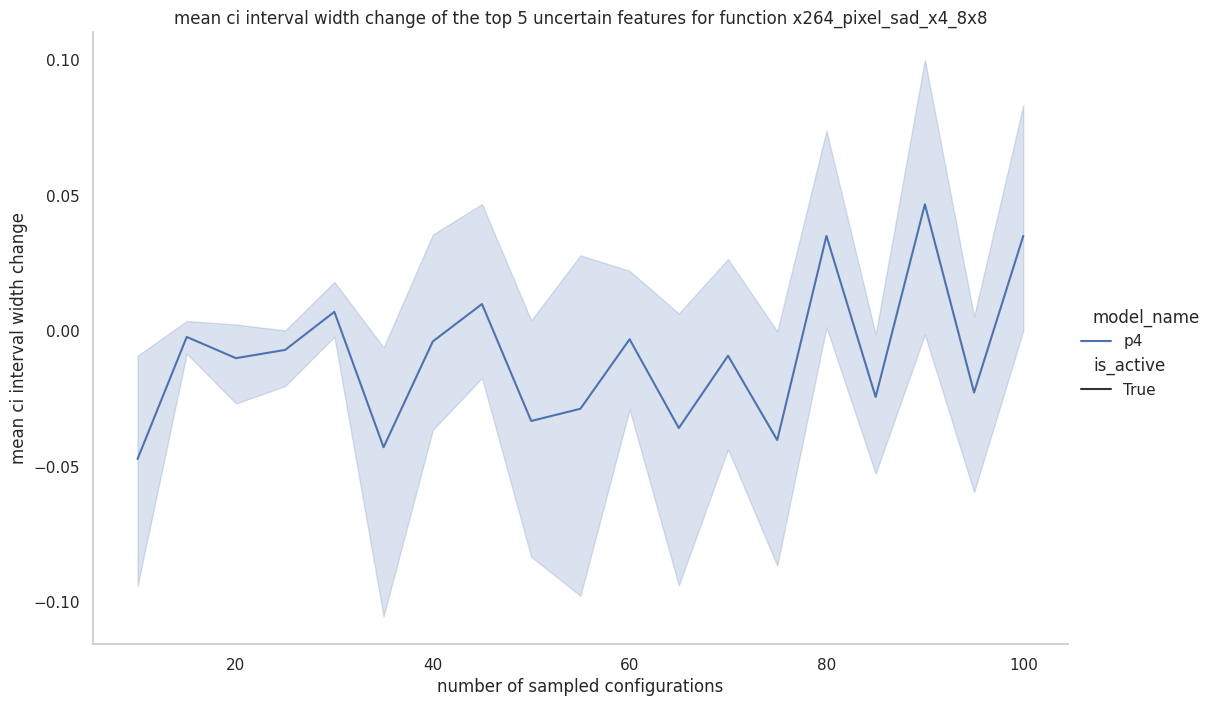 mean ci interval width change of the top 5 uncertain features for function x264_pixel_sad_x4_8x8
0.10
0.05
0.00
−0.05
−0.10
mean ci interval width change
20
40
60
80
100
number of sampled configurations
model_name
p4
is_active
True